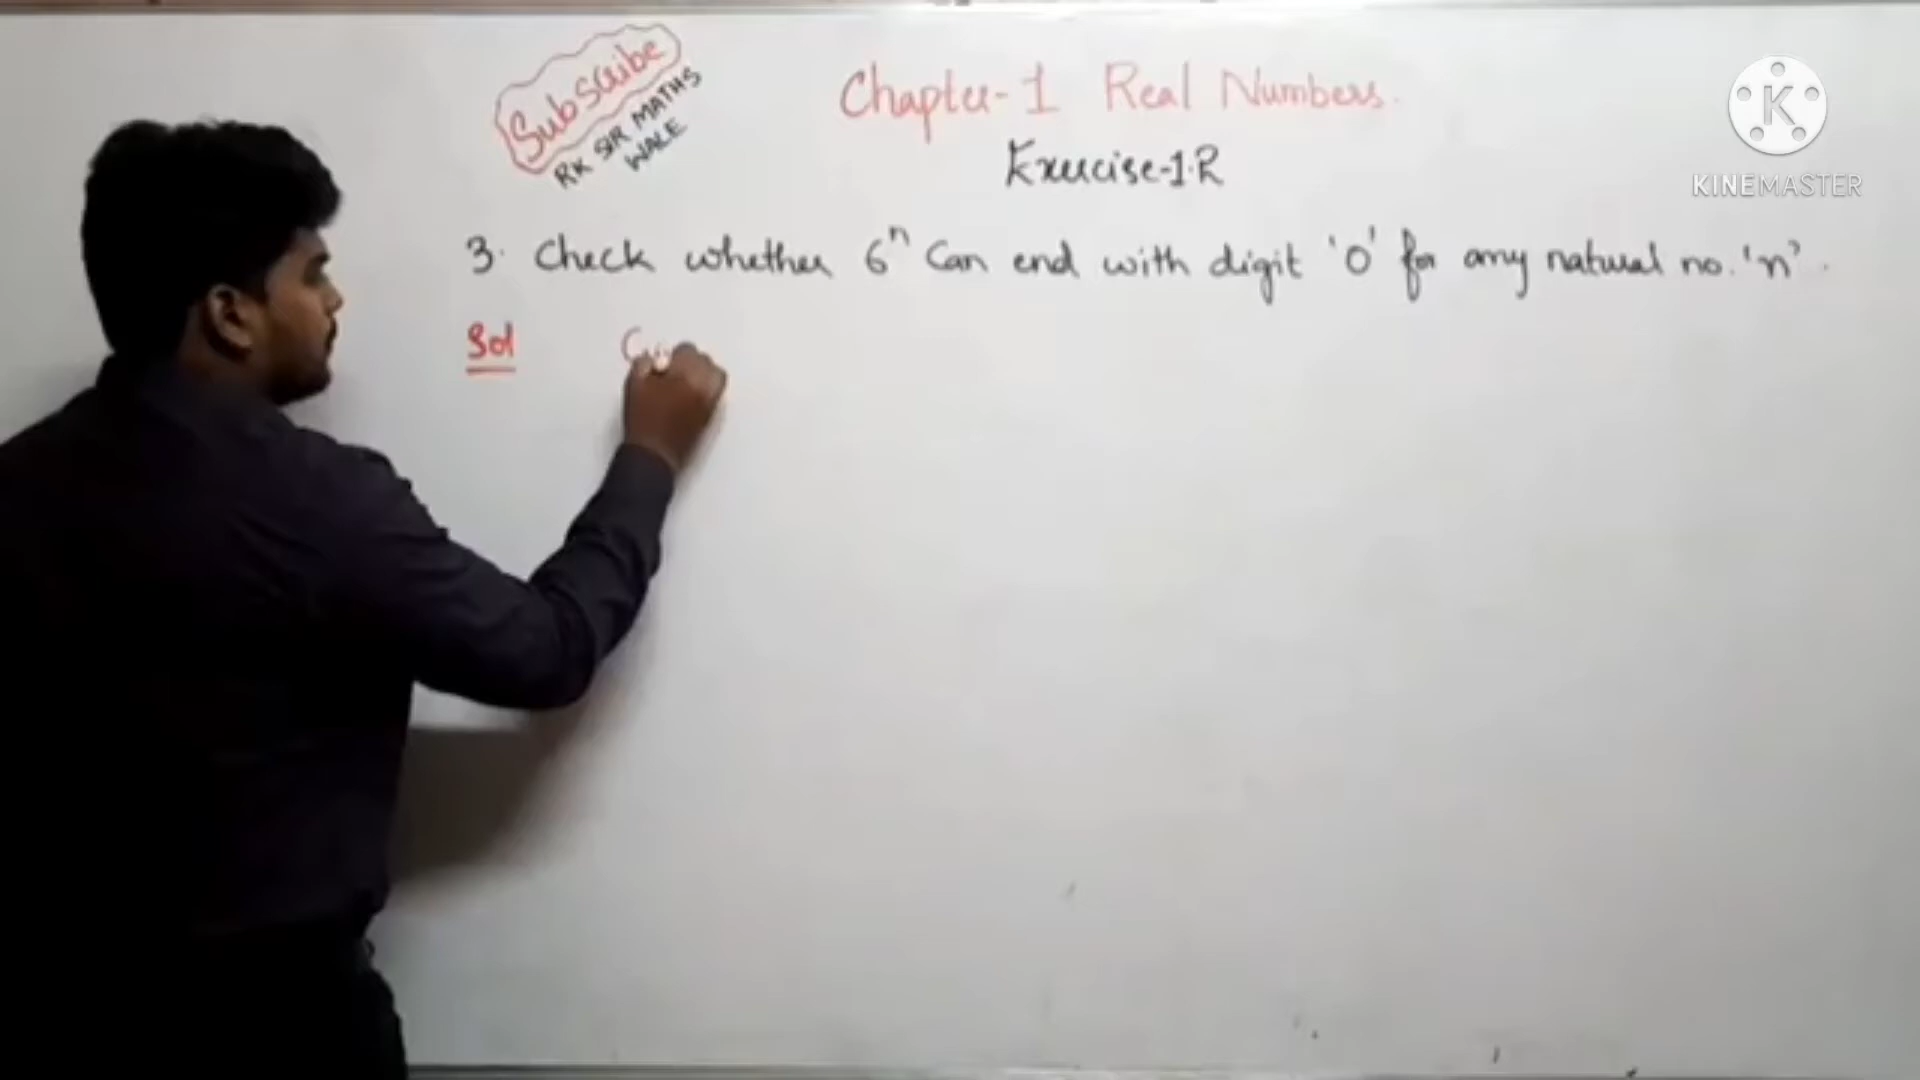 Subscribe
RK SIR MATHS
WALE
Chapter-1 Real Numbers.
Exercise-1.2
K
KINEMASTER
3. Check whether 6ⁿ Can end with digit '0' for any natural no. 'n'.
Sol